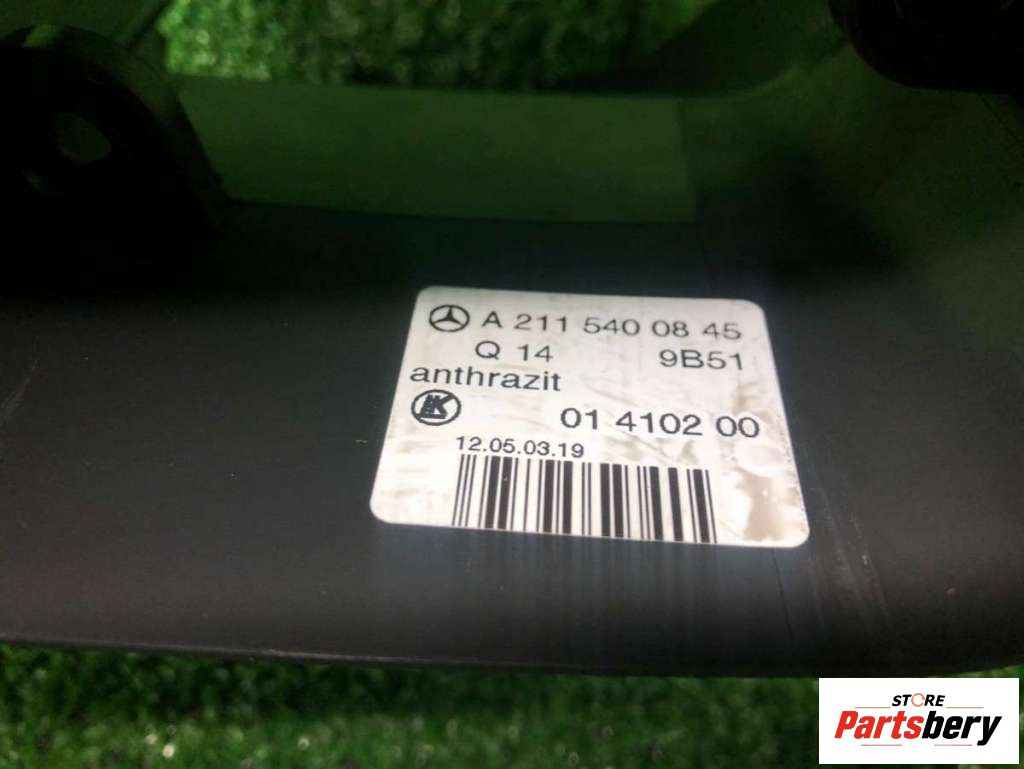 A 211 540 08 45
Q 14 9B51
anthrazit
01 4102 00
12.05.03.19
STORE
Partsbery